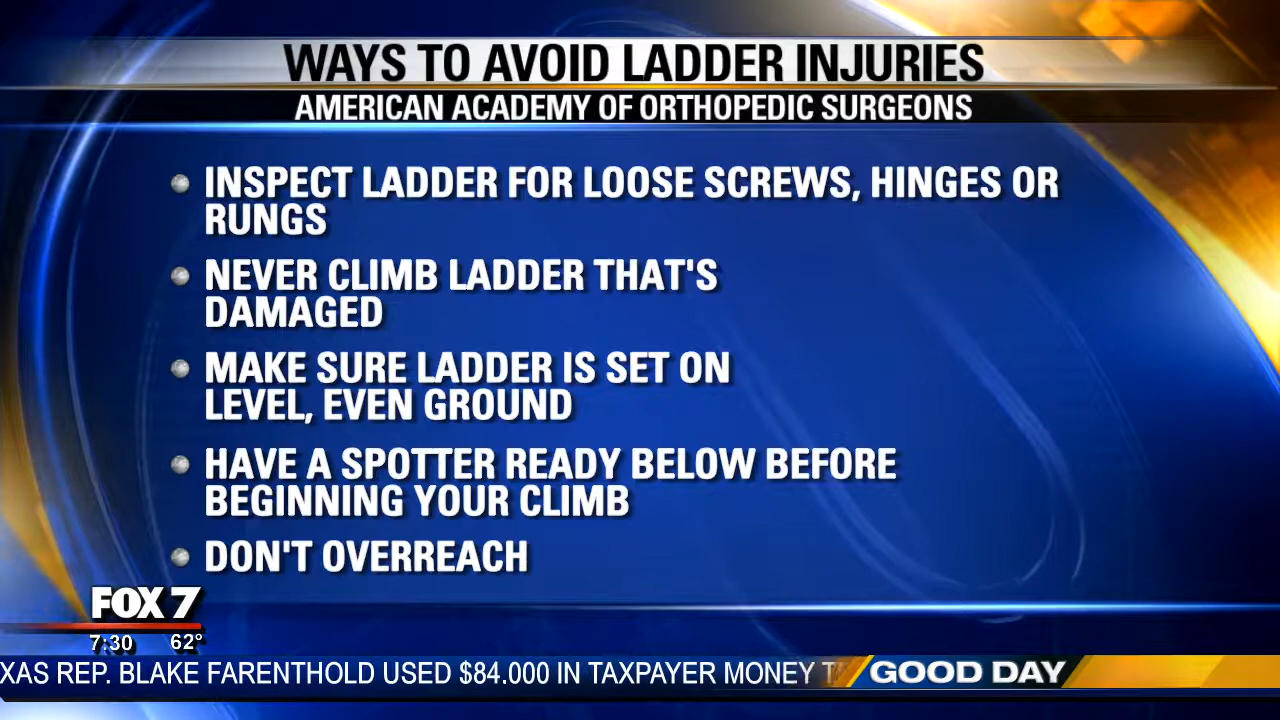 WAYS TO AVOID LADDER INJURIES
AMERICAN ACADEMY OF ORTHOPEDIC SURGEONS
INSPECT LADDER FOR LOOSE SCREWS, HINGES OR
RUNGS
NEVER CLIMB LADDER THAT'S
DAMAGED
MAKE SURE LADDER IS SET ON
LEVEL, EVEN GROUND
HAVE A SPOTTER READY BELOW BEFORE
BEGINNING YOUR CLIMB
DON'T OVERREACH
FOX 7
7:30 62°
XAS REP. BLAKE FARENTHOLD USED $84,000 IN TAXPAYER MONEY T
GOOD DAY